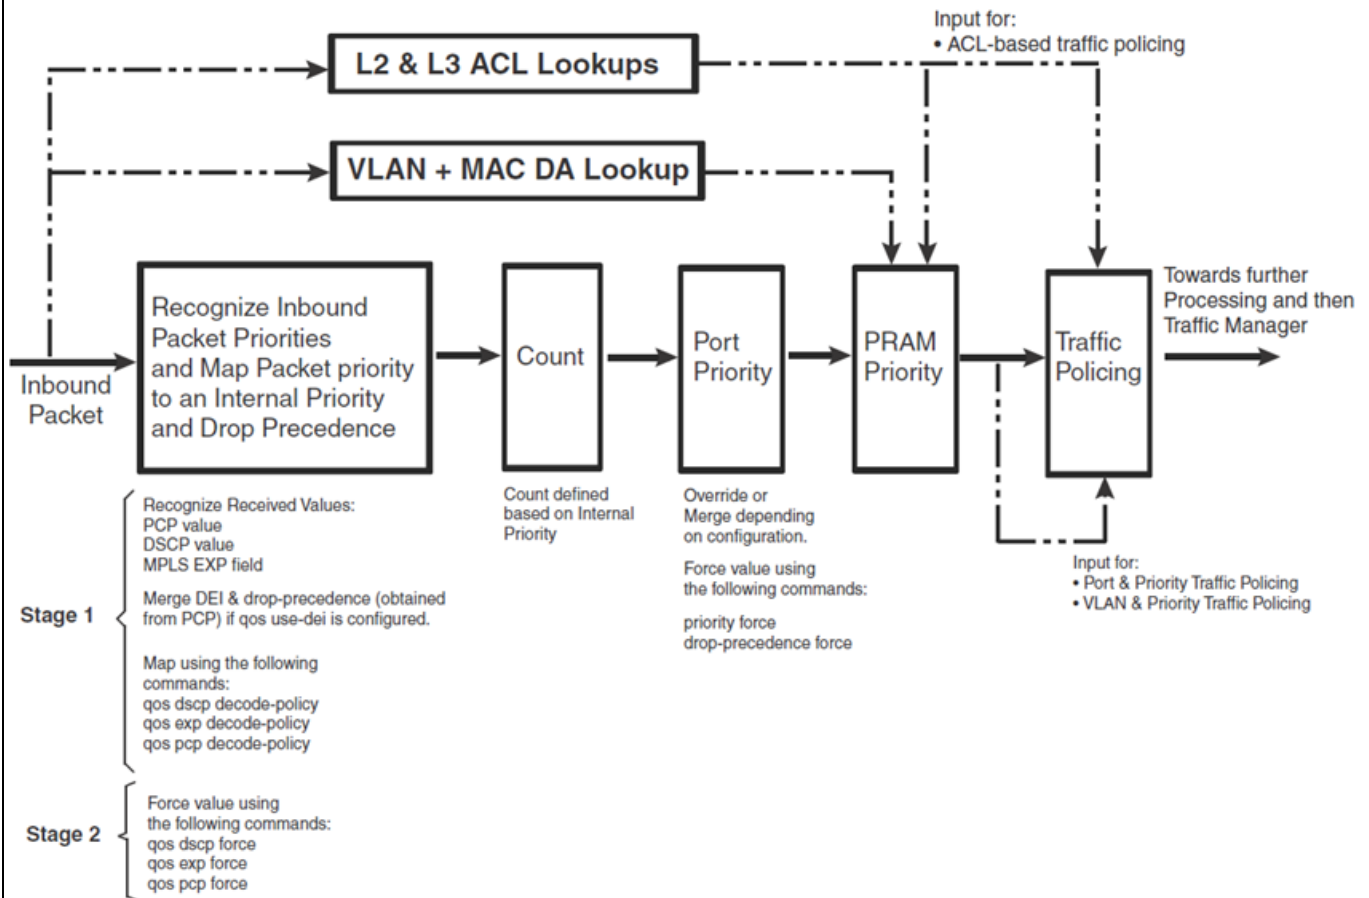 Input for:
• ACL-based traffic policing
L2 & L3 ACL Lookups
VLAN + MAC DA Lookup
Inbound
Packet
Recognize Inbound
Packet Priorities
and Map Packet priority
to an Internal Priority
and Drop Precedence
Count
Port
Priority
PRAM
Priority
Traffic
Policing
Towards further
Processing and then
Traffic Manager
Stage 1
Recognize Received Values:
PCP value
DSCP value
MPLS EXP field
Merge DEI & drop-precedence (obtained
from PCP) if qos use-dei is configured.
Map using the following
commands:
qos dscp decode-policy
qos exp decode-policy
qos pcp decode-policy
Stage 2
Force value using
the following commands:
qos dscp force
qos exp force
qos pcp force
Count defined
based on Internal
Priority
Override or
Merge depending
on configuration.
Force value using
the following commands:
priority force
drop-precedence force
Input for:
• Port & Priority Traffic Policing
• VLAN & Priority Traffic Policing